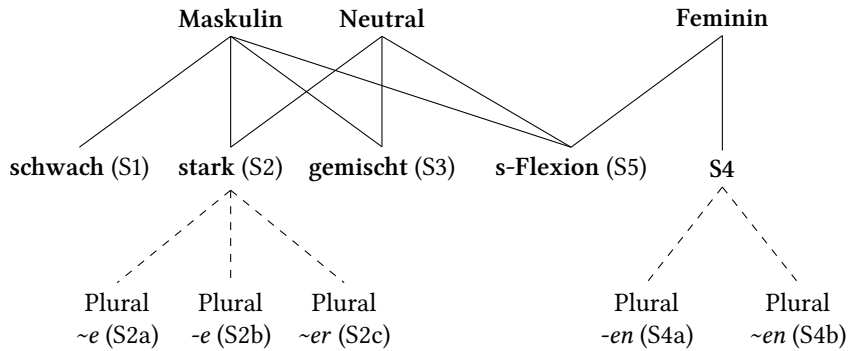 Maskulin Neutral Feminin
schwach (S1) stark (S2) gemischt (S3) s-Flexion (S5) S4
Plural Plural Plural Plural Plural
~e (S2a) -e (S2b) ~er (S2c) -en (S4a) ~en (S4b)